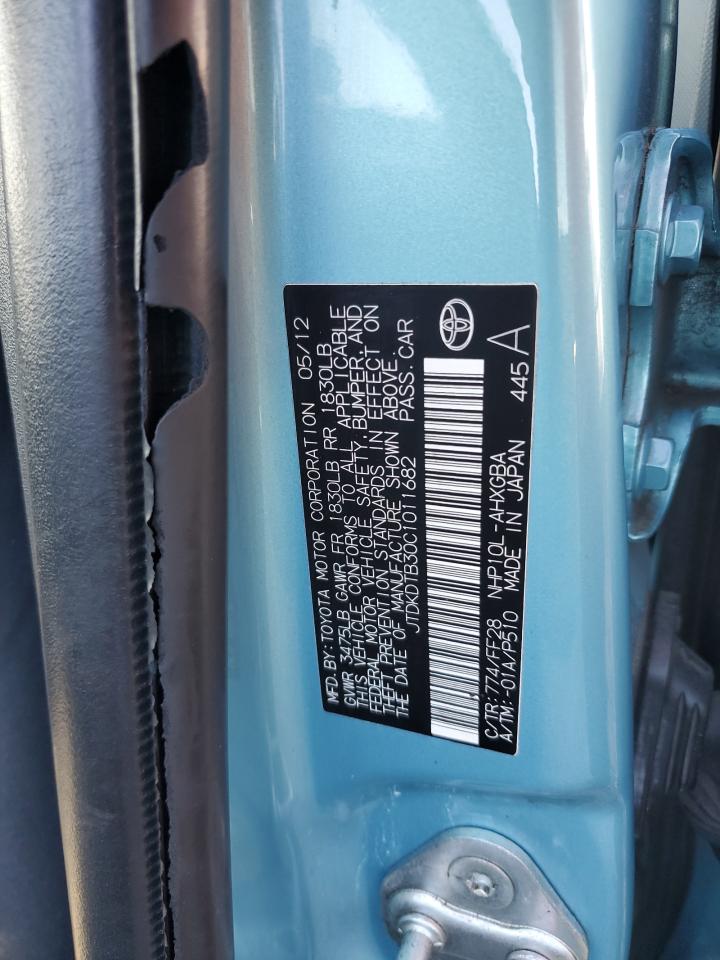 MFD. BY: TOYOTA MOTOR CORPORATION 05/12
GVWR 3475LB GAWR FR 1830LB RR 1830LB
THIS VEHICLE CONFORMS TO ALL APPLICABLE
FEDERAL MOTOR VEHICLE SAFETY, BUMPER, AND
THEFT PREVENTION STANDARDS IN EFFECT ON
THE DATE OF MANUFACTURE SHOWN ABOVE.
JTDKDTB30C1011682 PASS. CAR
C/TR: 7Z4/FF28 NHP10L-AHXGBA
A/TM: -01A/P510 MADE IN JAPAN 445 A